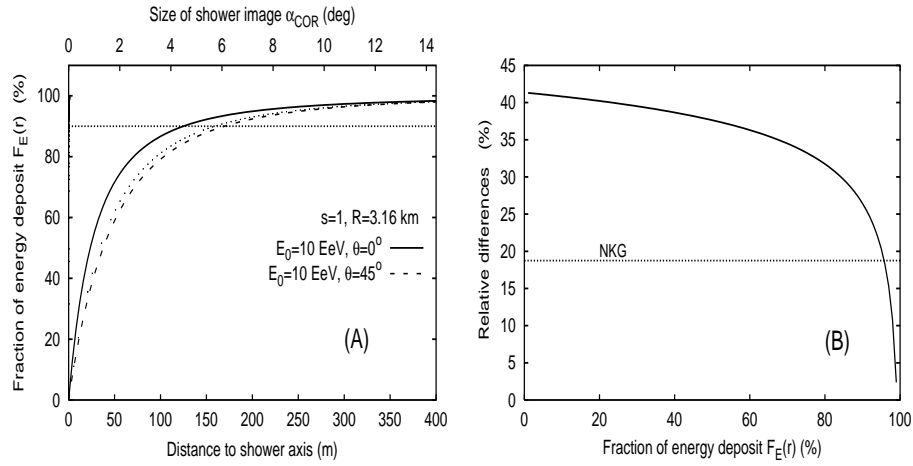 Size of shower image α_COR (deg)
0 2 4 6 8 10 12 14
Fraction of energy deposit F_E(r) (%)
100
80
60
40
20
0
s=1, R=3.16 km
E_0=10 EeV, θ=0°
E_0=10 EeV, θ=45°
(A)
0 50 100 150 200 250 300 350 400
Distance to shower axis (m)
Relative differences (%)
45
40
35
30
25
20
15
10
5
0
NKG
(B)
0 20 40 60 80 100
Fraction of energy deposit F_E(r) (%)